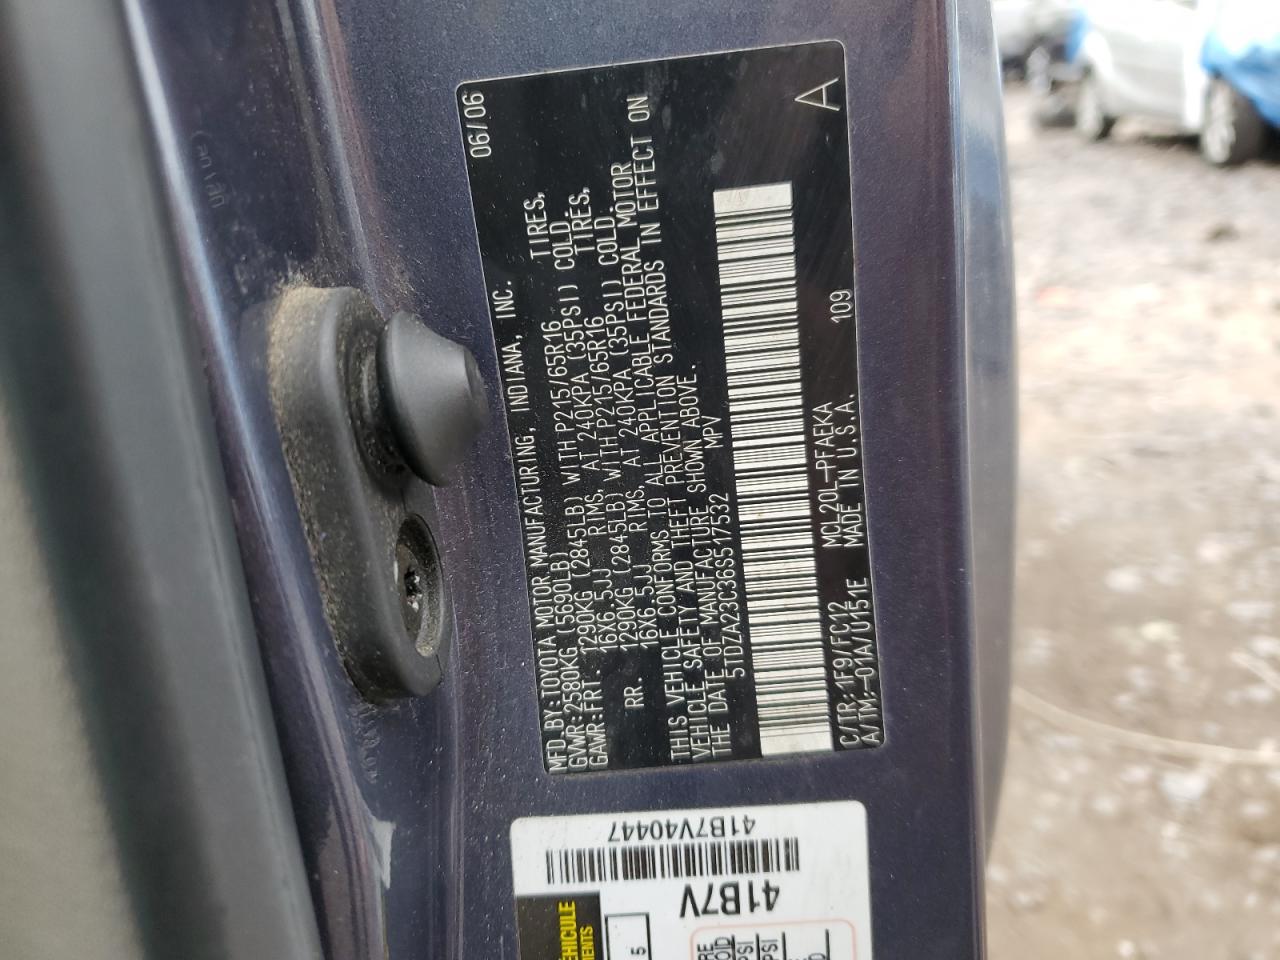 MFD.BY:TOYOTA MOTOR MANUFACTURING, INDIANA, INC. 06/06
GVWR:2580KG (5690LB)
GAWR:FRT.1290KG (2845LB) WITH P215/65R16 TIRES,
16X6.5JJ RIMS. AT 240KPA (35PSI) COLD.
RR. 1290KG (2845LB) WITH P215/65R16 TIRES,
16X6.5JJ RIMS. AT 240KPA (35PSI) COLD.
THIS VEHICLE CONFORMS TO ALL APPLICABLE FEDERAL MOTOR
VEHICLE SAFETY AND THEFT PREVENTION STANDARDS IN EFFECT ON
THE DATE OF MANUFACTURE SHOWN ABOVE.
5TDZA23C36S517532 MPV
C/TR:1F9/FC12 MCL20L-PFAEKA 109 A
A/TM:-01A/U151E MADE IN U.S.A.
41B7V40447
41B7V
5